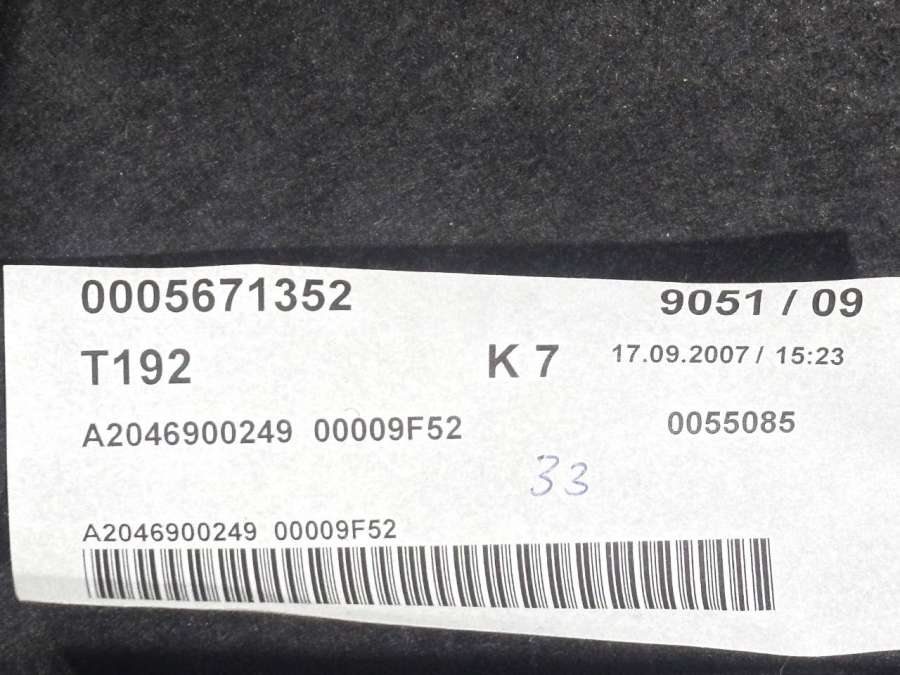 0005671352 9051 / 09
T192 K 7 17.09.2007 / 15:23
A2046900249 00009F52 0055085
33
A2046900249 00009F52